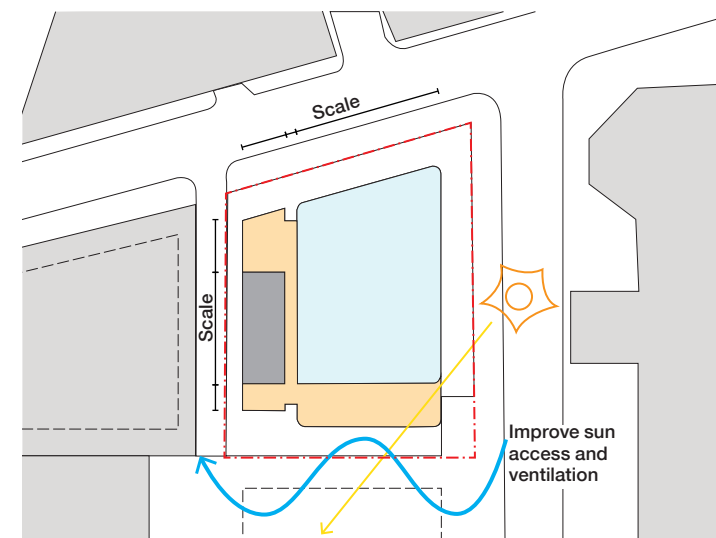 Scale
Scale
Improve sun
access and
ventilation